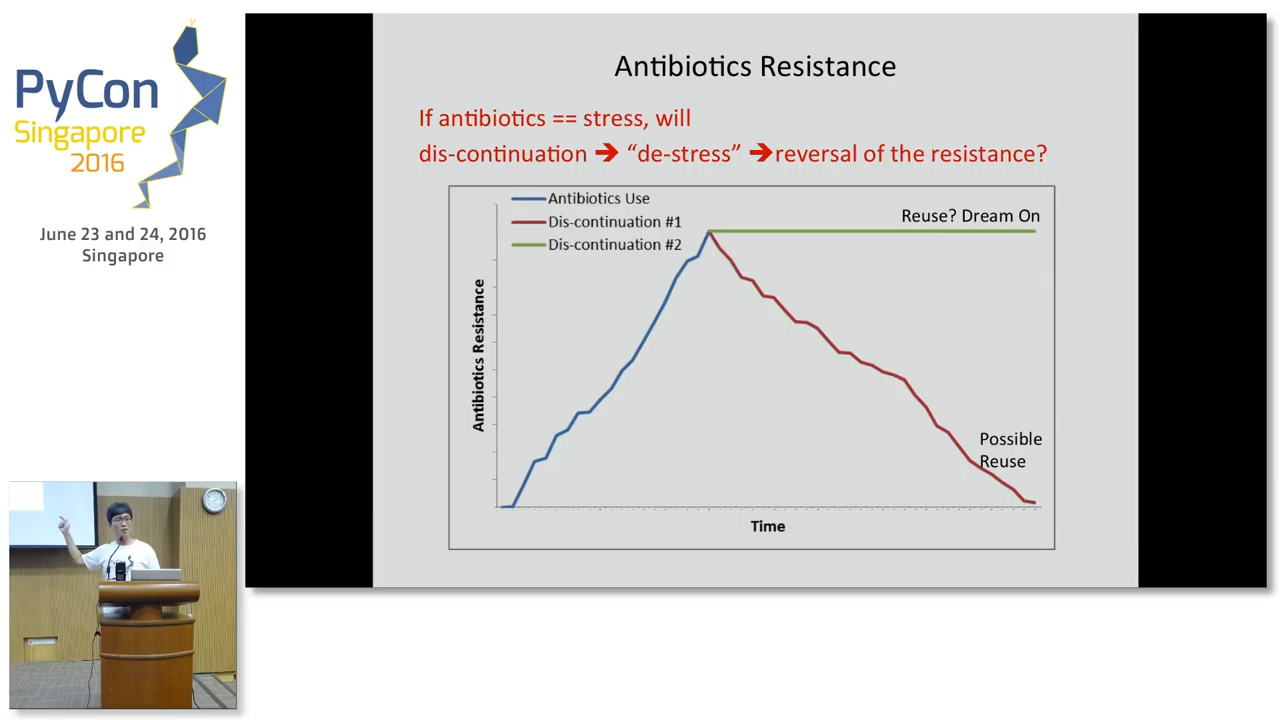 PyCon
Singapore
2016
June 23 and 24, 2016
Singapore
Antibiotics Resistance
If antibiotics == stress, will
dis-continuation ➔ “de-stress” ➔reversal of the resistance?
Antibiotics Use
Dis-continuation #1
Dis-continuation #2
Reuse? Dream On
Antibiotics Resistance
Possible
Reuse
Time